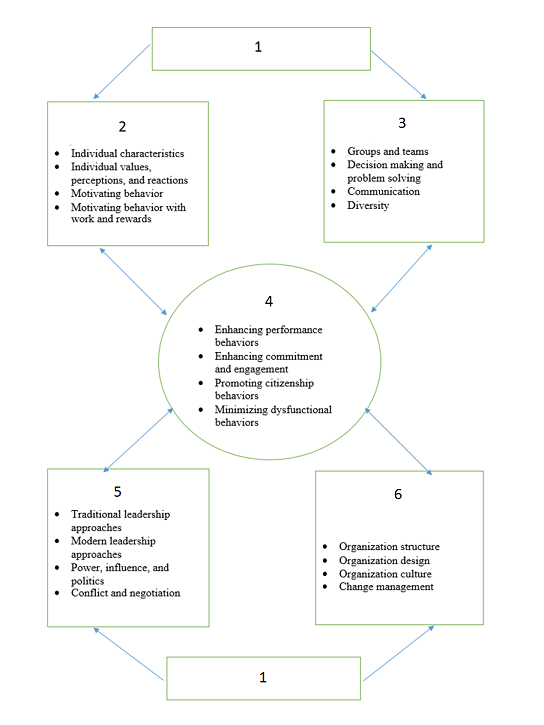 1
2
• Individual characteristics
• Individual values,
perceptions, and reactions
• Motivating behavior
• Motivating behavior with
work and rewards
3
• Groups and teams
• Decision making and
problem solving
• Communication
• Diversity
4
• Enhancing performance
behaviors
• Enhancing commitment
and engagement
• Promoting citizenship
behaviors
• Minimizing dysfunctional
behaviors
5
• Traditional leadership
approaches
• Modern leadership
approaches
• Power, influence, and
politics
• Conflict and negotiation
6
• Organization structure
• Organization design
• Organization culture
• Change management
1